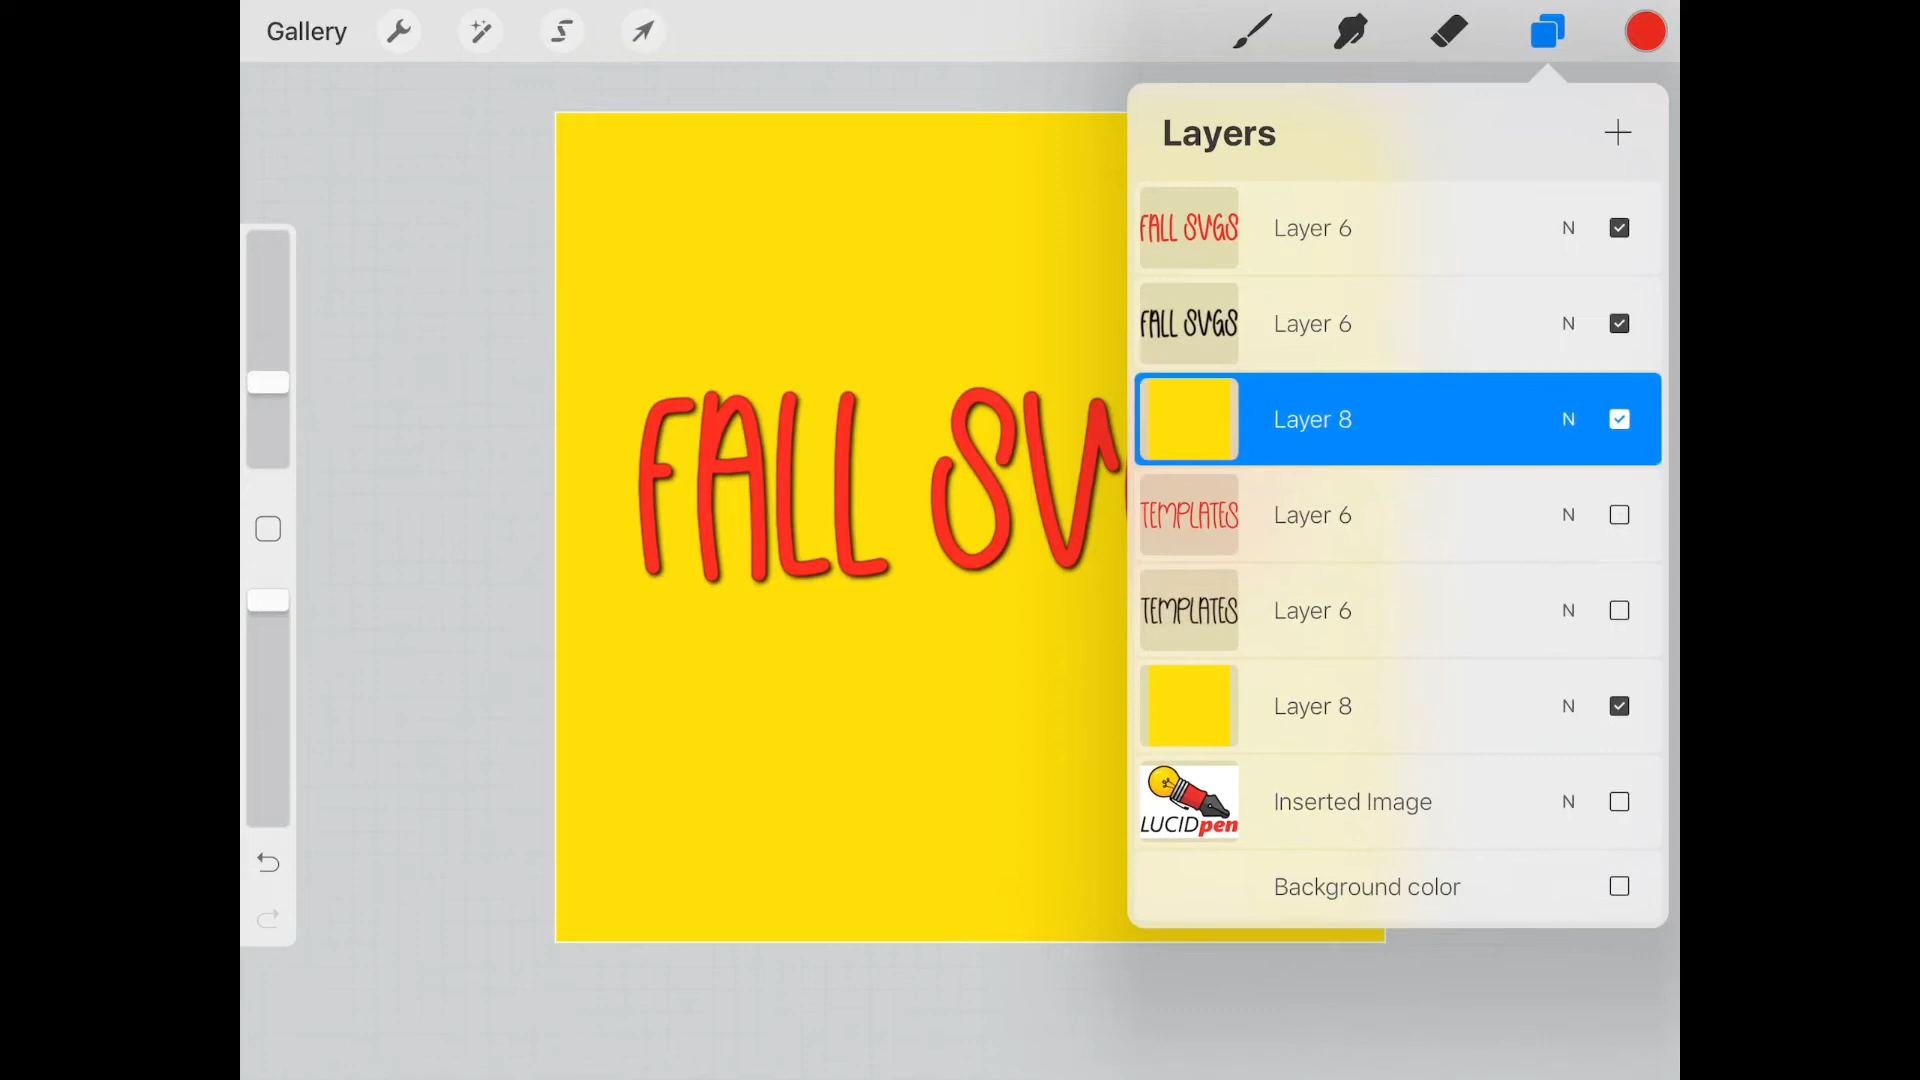 Gallery
Layers
FALL SVGS Layer 6 N
FALL SVGS Layer 6 N
Layer 8 N
TEMPLATES Layer 6 N
TEMPLATES Layer 6 N
Layer 8 N
LUCIDpen Inserted Image N
Background color
FALL SV